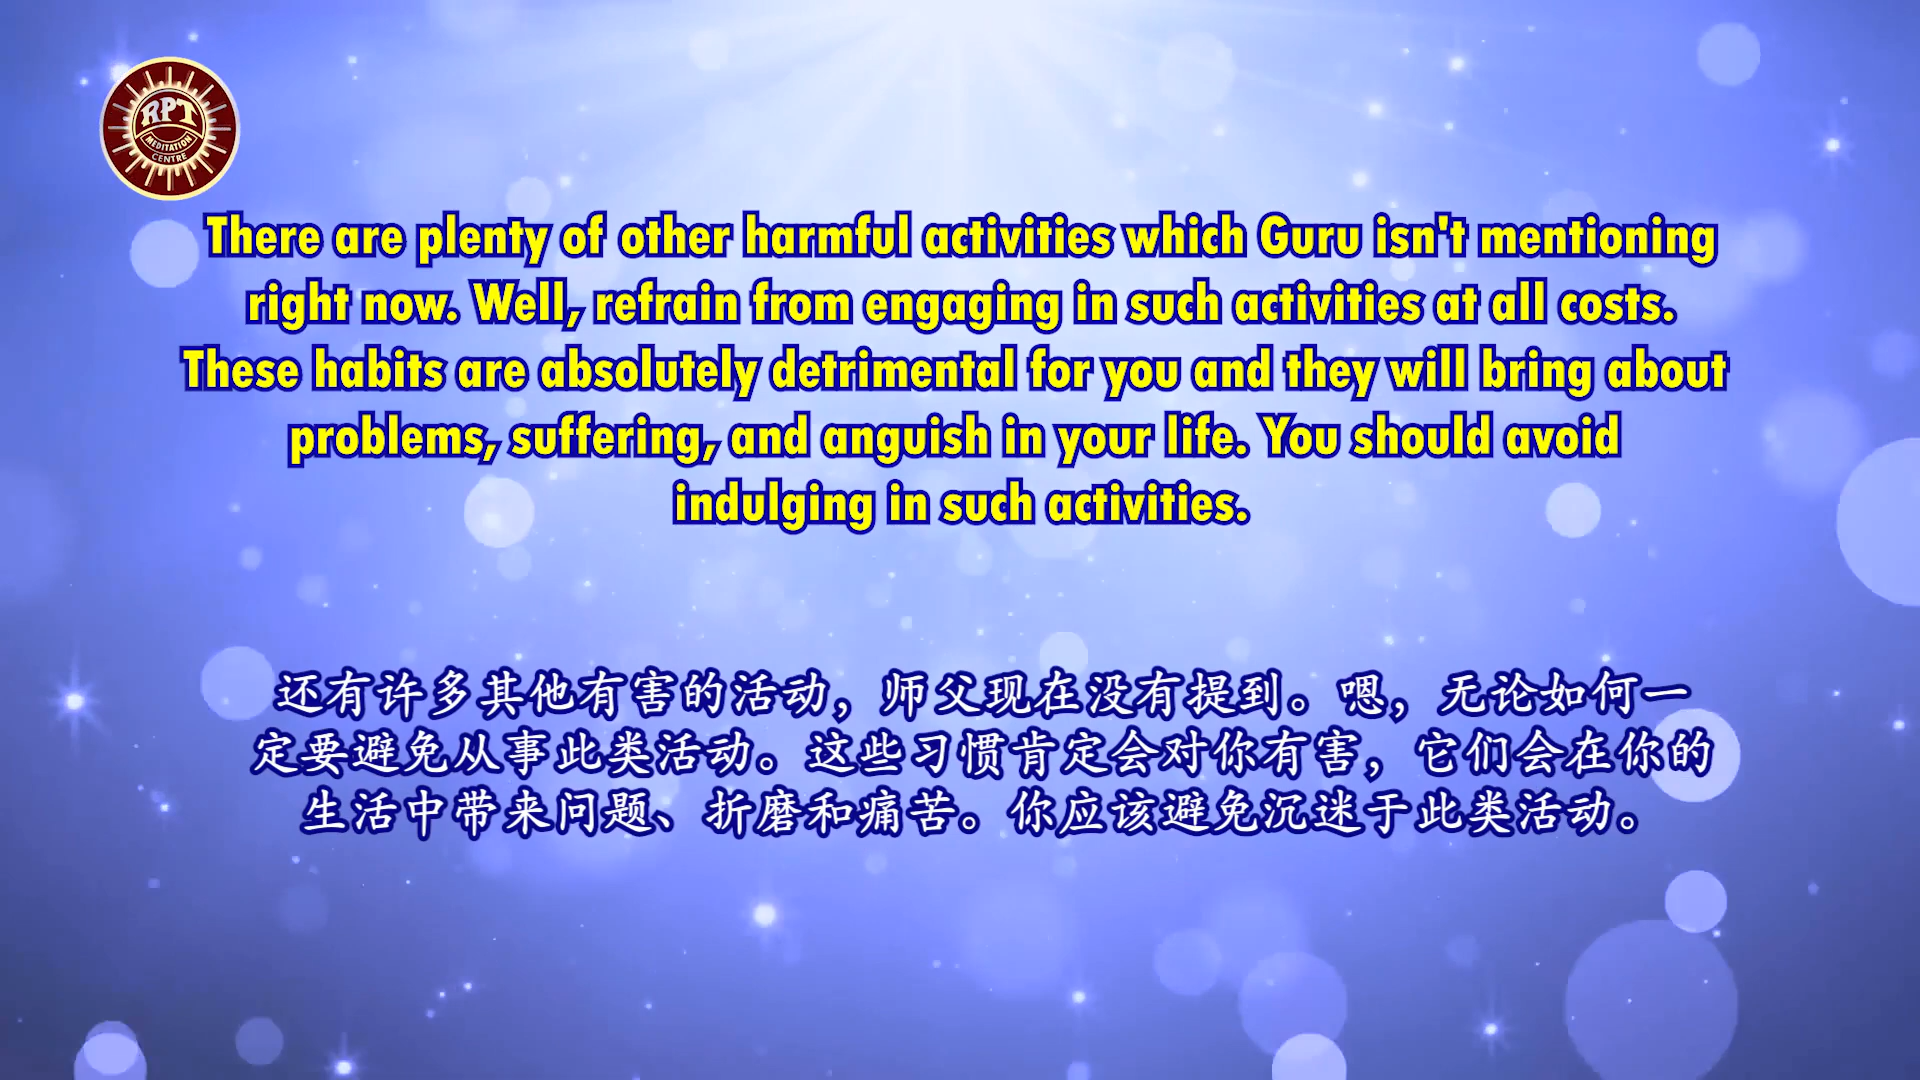 RPT
MEDITATION
CENTRE
There are plenty of other harmful activities which Guru isn't mentioning
right now. Well, refrain from engaging in such activities at all costs.
These habits are absolutely detrimental for you and they will bring about
problems, suffering, and anguish in your life. You should avoid
indulging in such activities.
还有许多其他有害的活动，师父现在没有提到。嗯，无论如何一
定要避免从事此类活动。这些习惯肯定会对你有害，它们会在你的
生活中带来问题、折磨和痛苦。你应该避免沉迷于此类活动。